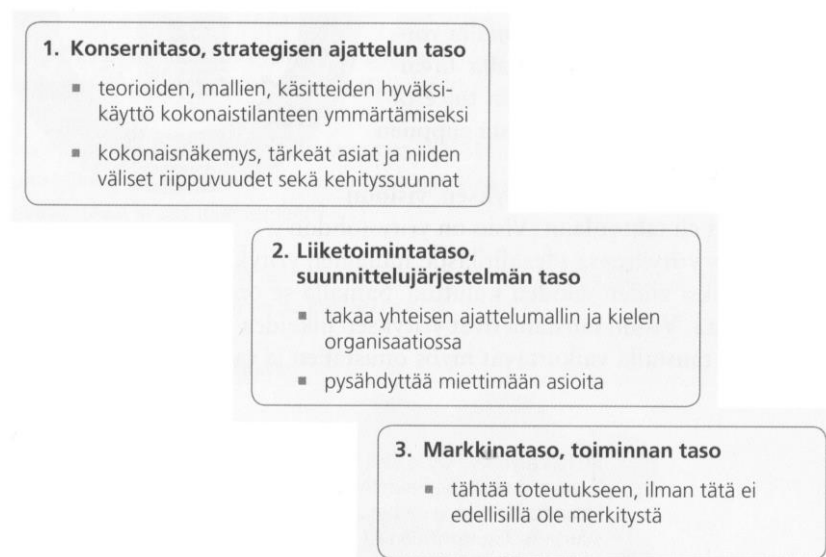 1. Konsernitaso, strategisen ajattelun taso
▪ teorioiden, mallien, käsitteiden hyväksi-
käyttö kokonaistilanteen ymmärtämiseksi
▪ kokonaisnäkemys, tärkeät asiat ja niiden
väliset riippuvuudet sekä kehityssuunnat
2. Liiketoimintataso,
suunnittelujärjestelmän taso
▪ takaa yhteisen ajattelumallin ja kielen
organisaatiossa
▪ pysähdyttää miettimään asioita
3. Markkinataso, toiminnan taso
▪ tähtää toteutukseen, ilman tätä ei
edellisillä ole merkitystä